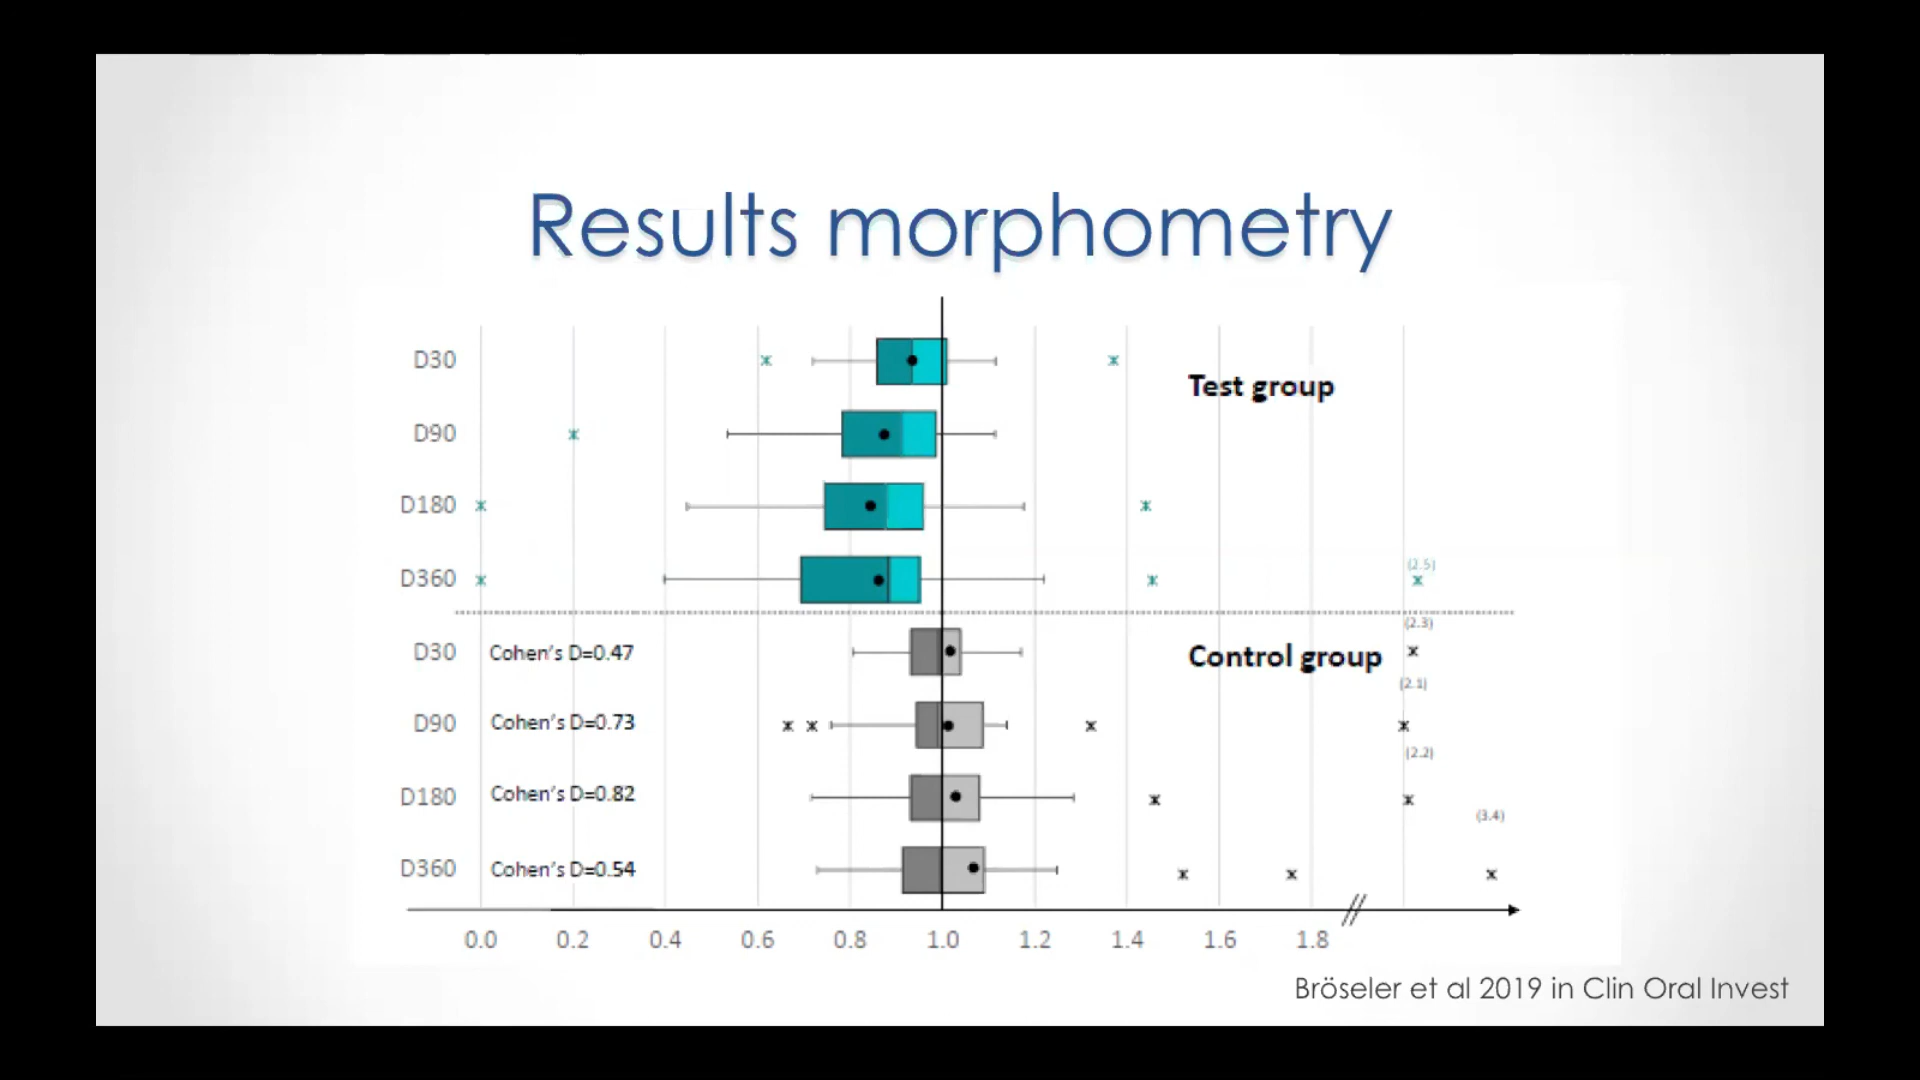 Results morphometry
D30
Test group
D90
D180
D360
(2.5)
(2.3)
D30 Cohen's D=0.47
Control group
(2.1)
D90 Cohen's D=0.73
(2.2)
D180 Cohen's D=0.82
(3.4)
D360 Cohen's D=0.54
0.0 0.2 0.4 0.6 0.8 1.0 1.2 1.4 1.6 1.8
Bröseler et al 2019 in Clin Oral Invest